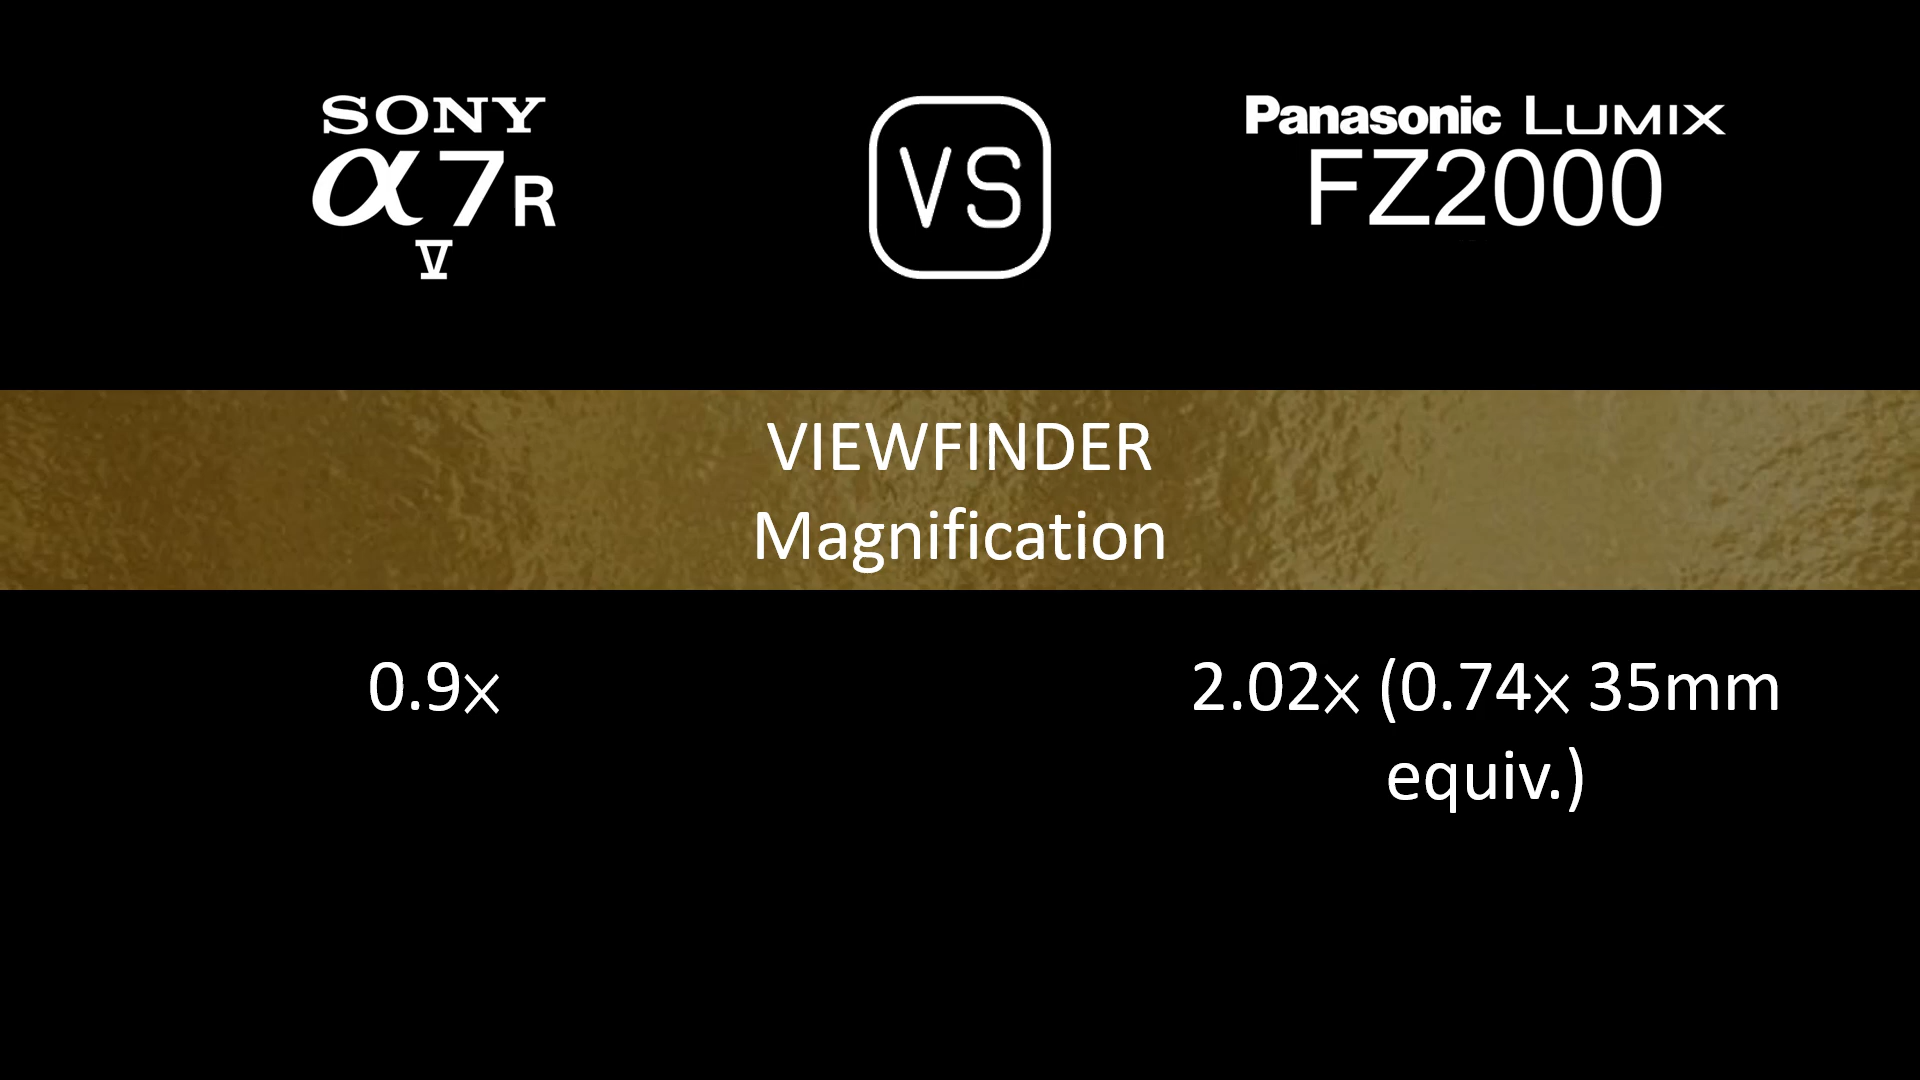 SONY
α7R
V
VS
Panasonic LUMIX
FZ2000
VIEWFINDER
Magnification
0.9x
2.02x (0.74x 35mm
equiv.)